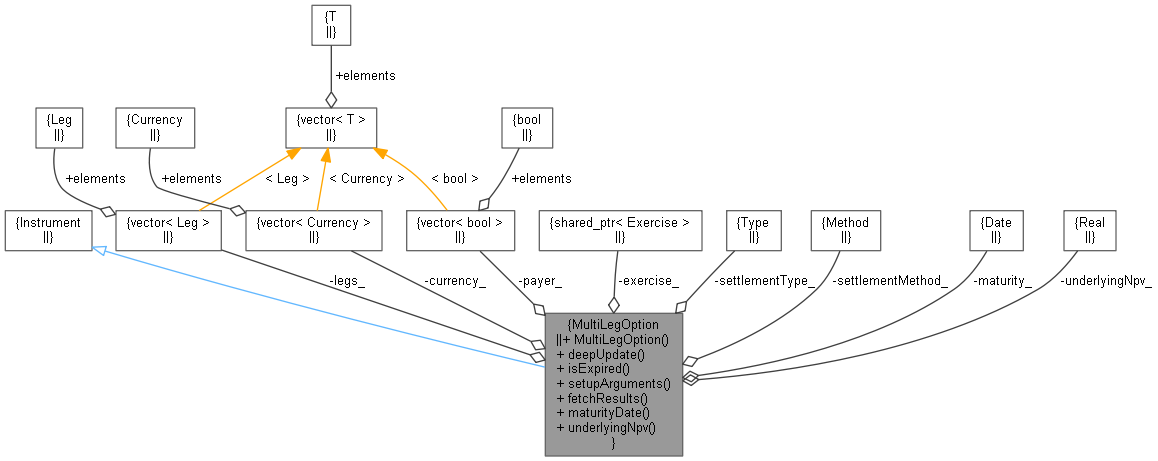 {T
||}
+elements
{Leg
||}
{Currency
||}
{vector< T >
||}
{bool
||}
+elements
+elements
< Leg >
< Currency >
< bool >
+elements
{Instrument
||}
{vector< Leg >
||}
{vector< Currency >
||}
{vector< bool >
||}
{shared_ptr< Exercise >
||}
{Type
||}
{Method
||}
{Date
||}
{Real
||}
-legs_
-currency_
-payer_
-exercise_
-settlementType_
-settlementMethod_
-maturity_
-underlyingNpv_
{MultiLegOption
||+ MultiLegOption()
+ deepUpdate()
+ isExpired()
+ setupArguments()
+ fetchResults()
+ maturityDate()
+ underlyingNpv()
}